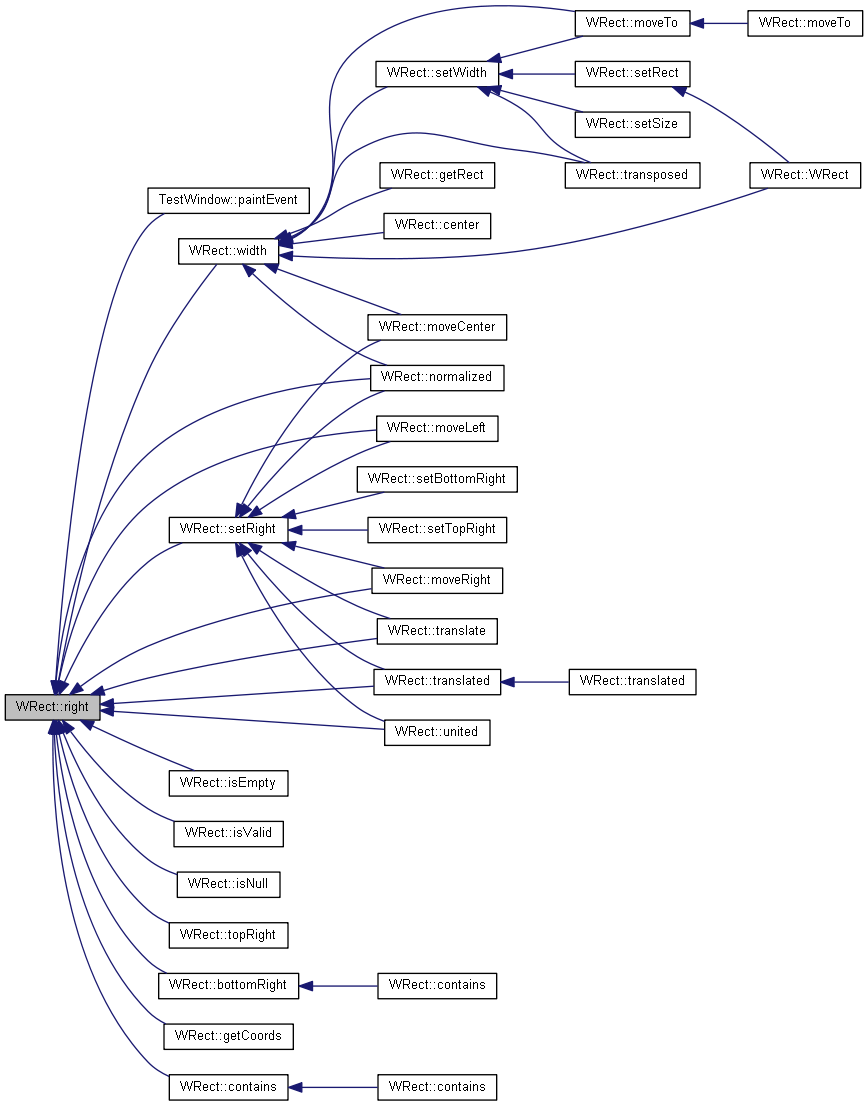 WRect::moveTo
WRect::moveTo
WRect::setWidth
WRect::setRect
WRect::setSize
WRect::getRect
WRect::transposed
WRect::WRect
TestWindow::paintEvent
WRect::center
WRect::width
WRect::moveCenter
WRect::normalized
WRect::moveLeft
WRect::setBottomRight
WRect::setRight
WRect::setTopRight
WRect::moveRight
WRect::translate
WRect::translated
WRect::translated
WRect::right
WRect::united
WRect::isEmpty
WRect::isValid
WRect::isNull
WRect::topRight
WRect::bottomRight
WRect::contains
WRect::getCoords
WRect::contains
WRect::contains